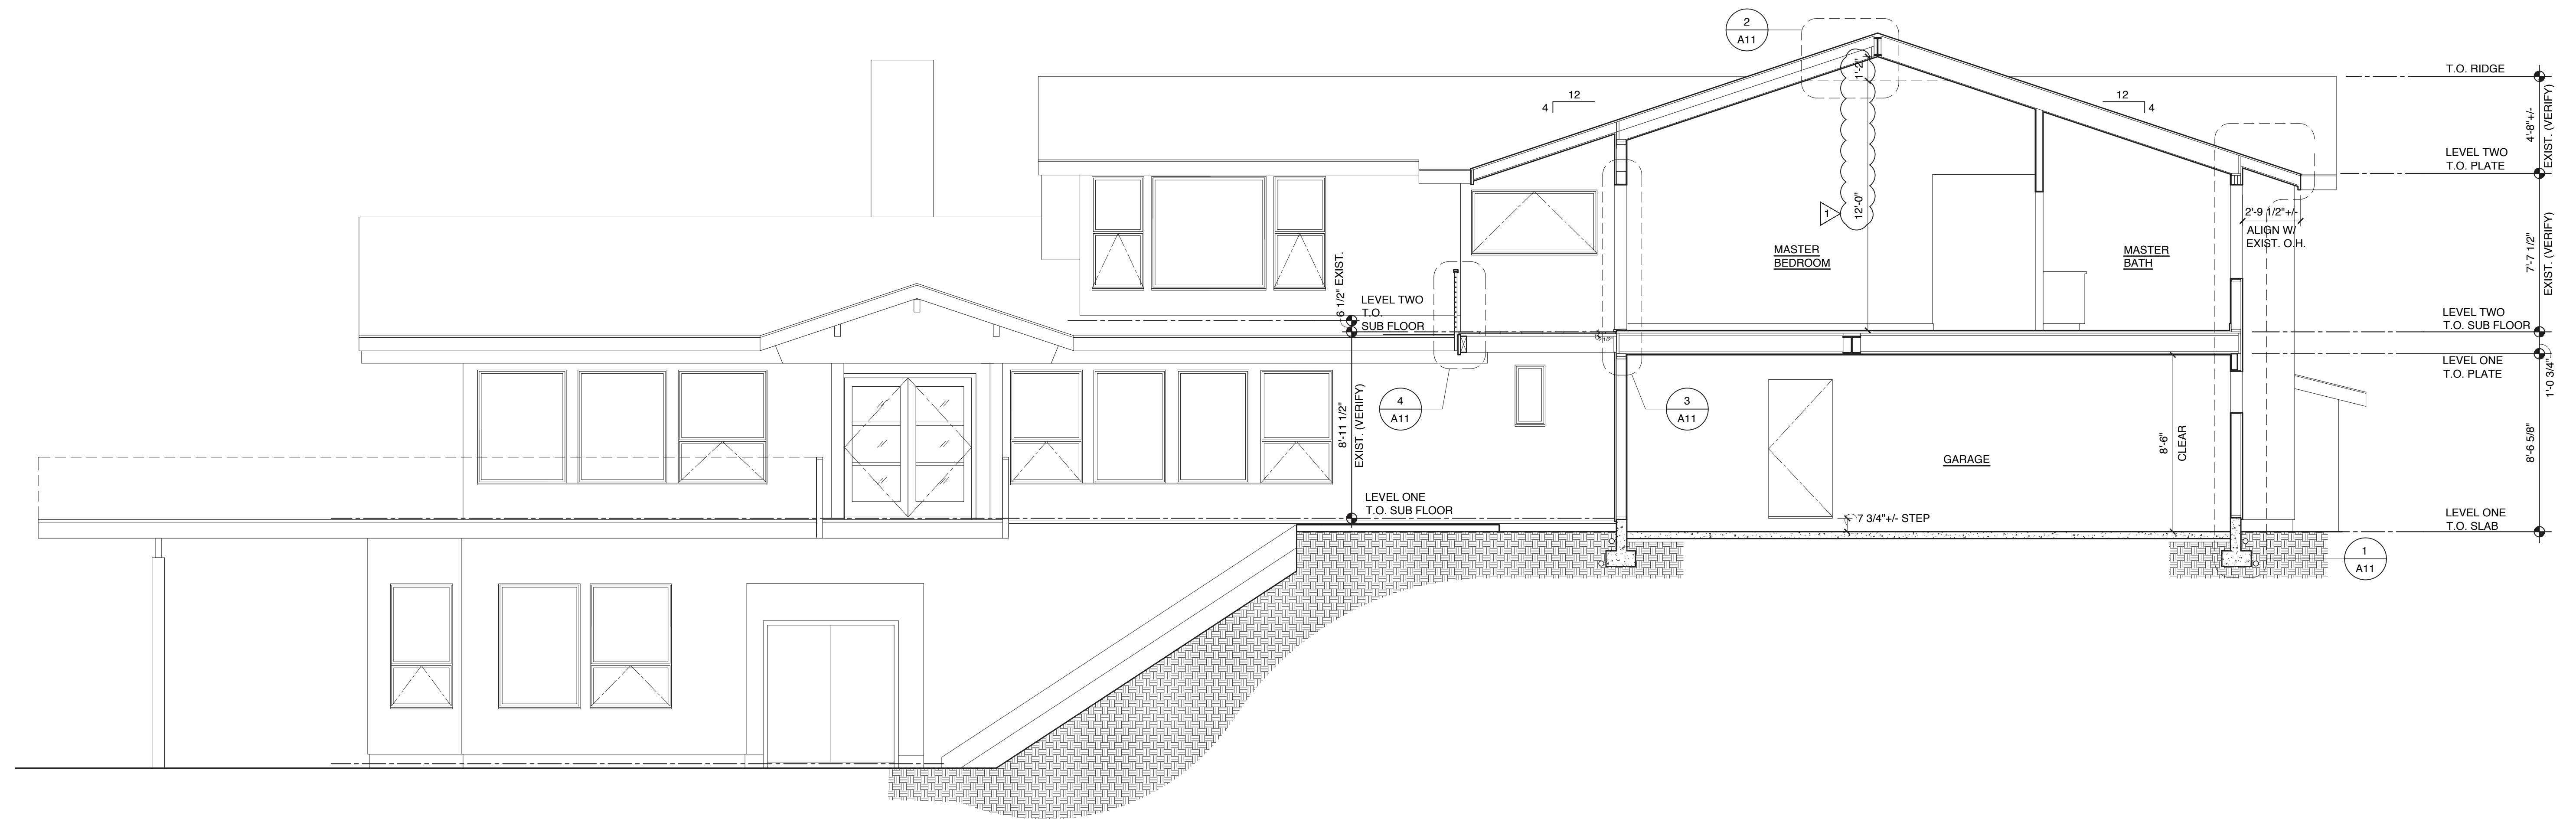 2
A11
1'-2"
12
4
12
4
T.O. RIDGE
4'-8"+/-
EXIST. (VERIFY)
LEVEL TWO
T.O. PLATE
12'-0"
1
2'-9 1/2"+/-
ALIGN W/
EXIST. O.H.
7'-7 1/2"
EXIST. (VERIFY)
MASTER
BEDROOM
MASTER
BATH
6 1/2" EXIST.
LEVEL TWO
T.O.
SUB FLOOR
LEVEL TWO
T.O. SUB FLOOR
LEVEL ONE
T.O. PLATE
1'-0 3/4"
4
A11
3
A11
8'-11 1/2"
EXIST. (VERIFY)
8'-6"
CLEAR
8'-6 5/8"
GARAGE
LEVEL ONE
T.O. SUB FLOOR
7 3/4"+/- STEP
LEVEL ONE
T.O. SLAB
1
A11